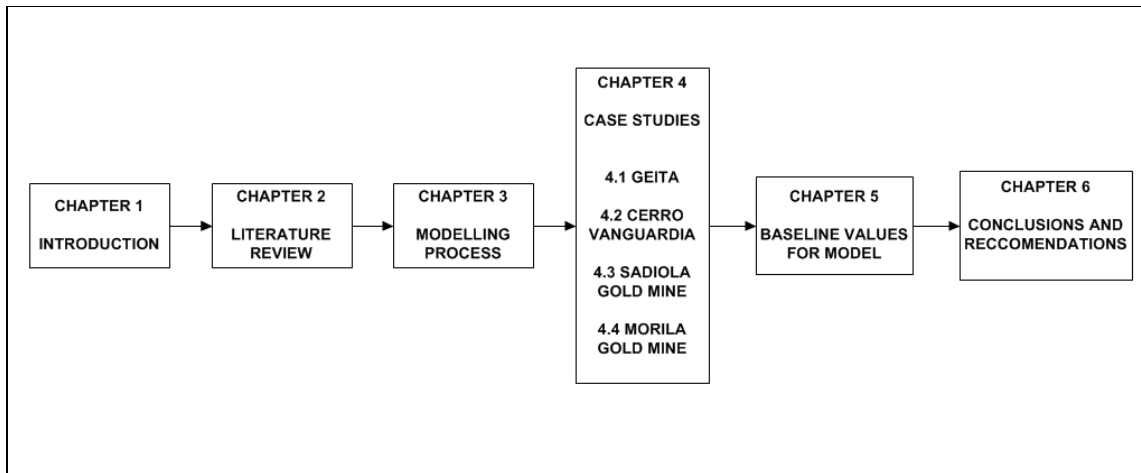 CHAPTER 1
INTRODUCTION
CHAPTER 2
LITERATURE
REVIEW
CHAPTER 3
MODELLING
PROCESS
CHAPTER 4
CASE STUDIES
4.1 GEITA
4.2 CERRO
VANGUARDIA
4.3 SADIOLA
GOLD MINE
4.4 MORILA
GOLD MINE
CHAPTER 5
BASELINE VALUES
FOR MODEL
CHAPTER 6
CONCLUSIONS AND
RECCOMENDATIONS